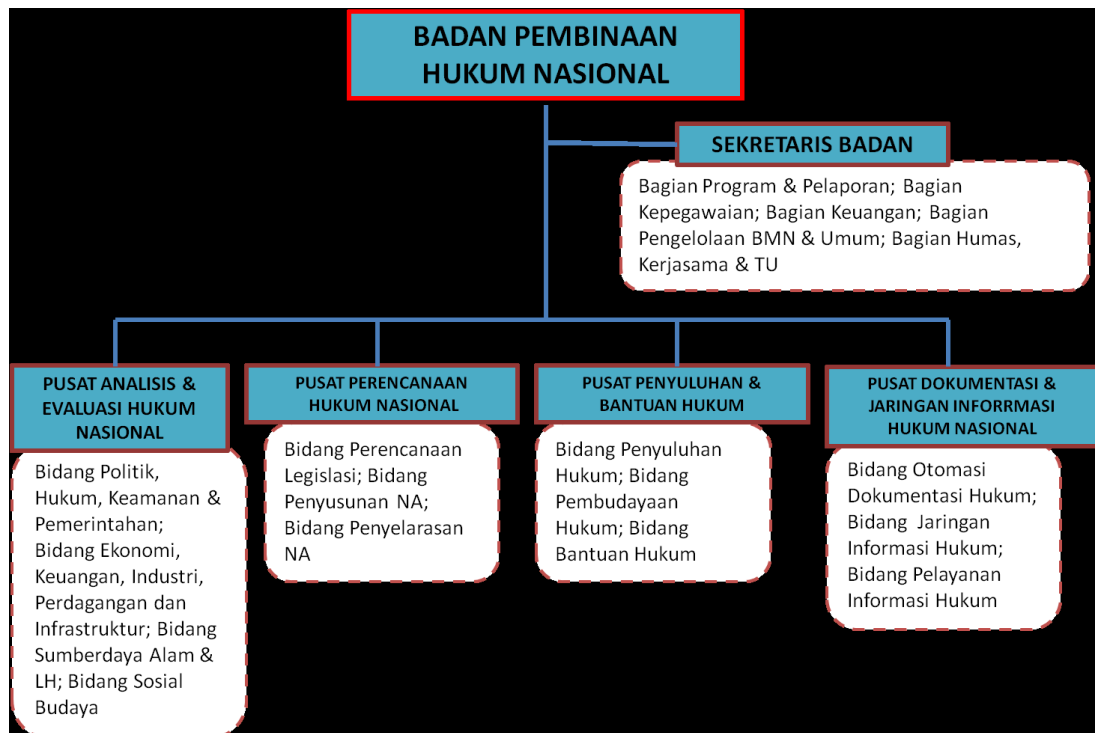 BADAN PEMBINAAN
HUKUM NASIONAL
SEKRETARIS BADAN
Bagian Program & Pelaporan; Bagian
Kepegawaian; Bagian Keuangan; Bagian
Pengelolaan BMN & Umum; Bagian Humas,
Kerjasama & TU
PUSAT ANALISIS &
EVALUASI HUKUM
NASIONAL
Bidang Politik,
Hukum, Keamanan &
Pemerintahan;
Bidang Ekonomi,
Keuangan, Industri,
Perdagangan dan
Infrastruktur; Bidang
Sumberdaya Alam &
LH; Bidang Sosial
Budaya
PUSAT PERENCANAAN
HUKUM NASIONAL
Bidang Perencanaan
Legislasi; Bidang
Penyusunan NA;
Bidang Penyelarasan
NA
PUSAT PENYULUHAN &
BANTUAN HUKUM
Bidang Penyuluhan
Hukum; Bidang
Pembudayaan
Hukum; Bidang
Bantuan Hukum
PUSAT DOKUMENTASI &
JARINGAN INFORRMASI
HUKUM NASIONAL
Bidang Otomasi
Dokumentasi Hukum;
Bidang Jaringan
Informasi Hukum;
Bidang Pelayanan
Informasi Hukum